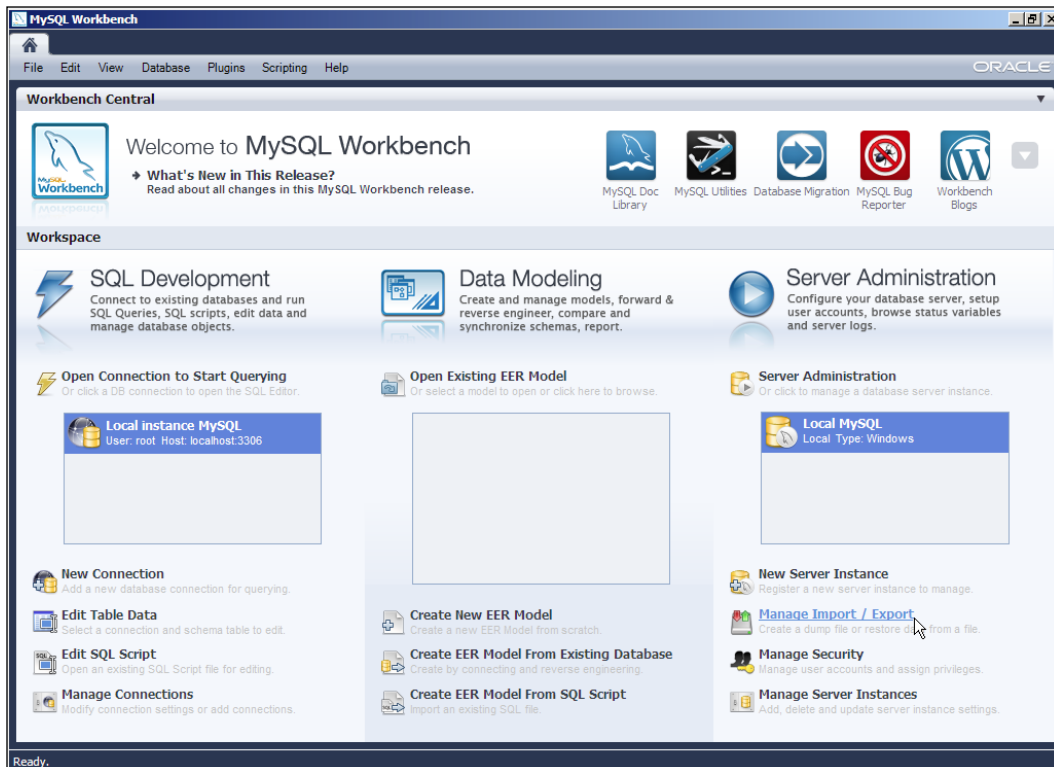 MySQL Workbench
File Edit View Database Plugins Scripting Help
ORACLE
Workbench Central
MySQL
Workbench
Welcome to MySQL Workbench
What's New in This Release?
Read about all changes in this MySQL Workbench release.
MySQL Doc
Library
MySQL Utilities
Database Migration
MySQL Bug
Reporter
Workbench
Blogs
Workspace
SQL Development
Connect to existing databases and run
SQL Queries, SQL scripts, edit data and
manage database objects.
Open Connection to Start Querying
Or click a DB connection to open the SQL Editor.
Local instance MySQL
User: root Host: localhost:3306
New Connection
Add a new database connection for querying.
Edit Table Data
Select a connection and schema table to edit.
Edit SQL Script
Open an existing SQL Script file for editing.
Manage Connections
Modify connection settings or add connections.
Data Modeling
Create and manage models, forward &
reverse engineer, compare and
synchronize schemas, report.
Open Existing EER Model
Or select a model to open or click here to browse.
Create New EER Model
Create a new EER Model from scratch.
Create EER Model From Existing Database
Create by connecting and reverse engineering.
Create EER Model From SQL Script
Import an existing SQL file.
Server Administration
Configure your database server, setup
user accounts, browse status variables
and server logs.
Server Administration
Or click to manage a database server instance.
Local MySQL
Local Type: Windows
New Server Instance
Register a new server instance to manage.
Manage Import / Export
Create a dump file or restore data from a file.
Manage Security
Manage user accounts and assign privileges.
Manage Server Instances
Add, delete and update server instance settings.
Ready.